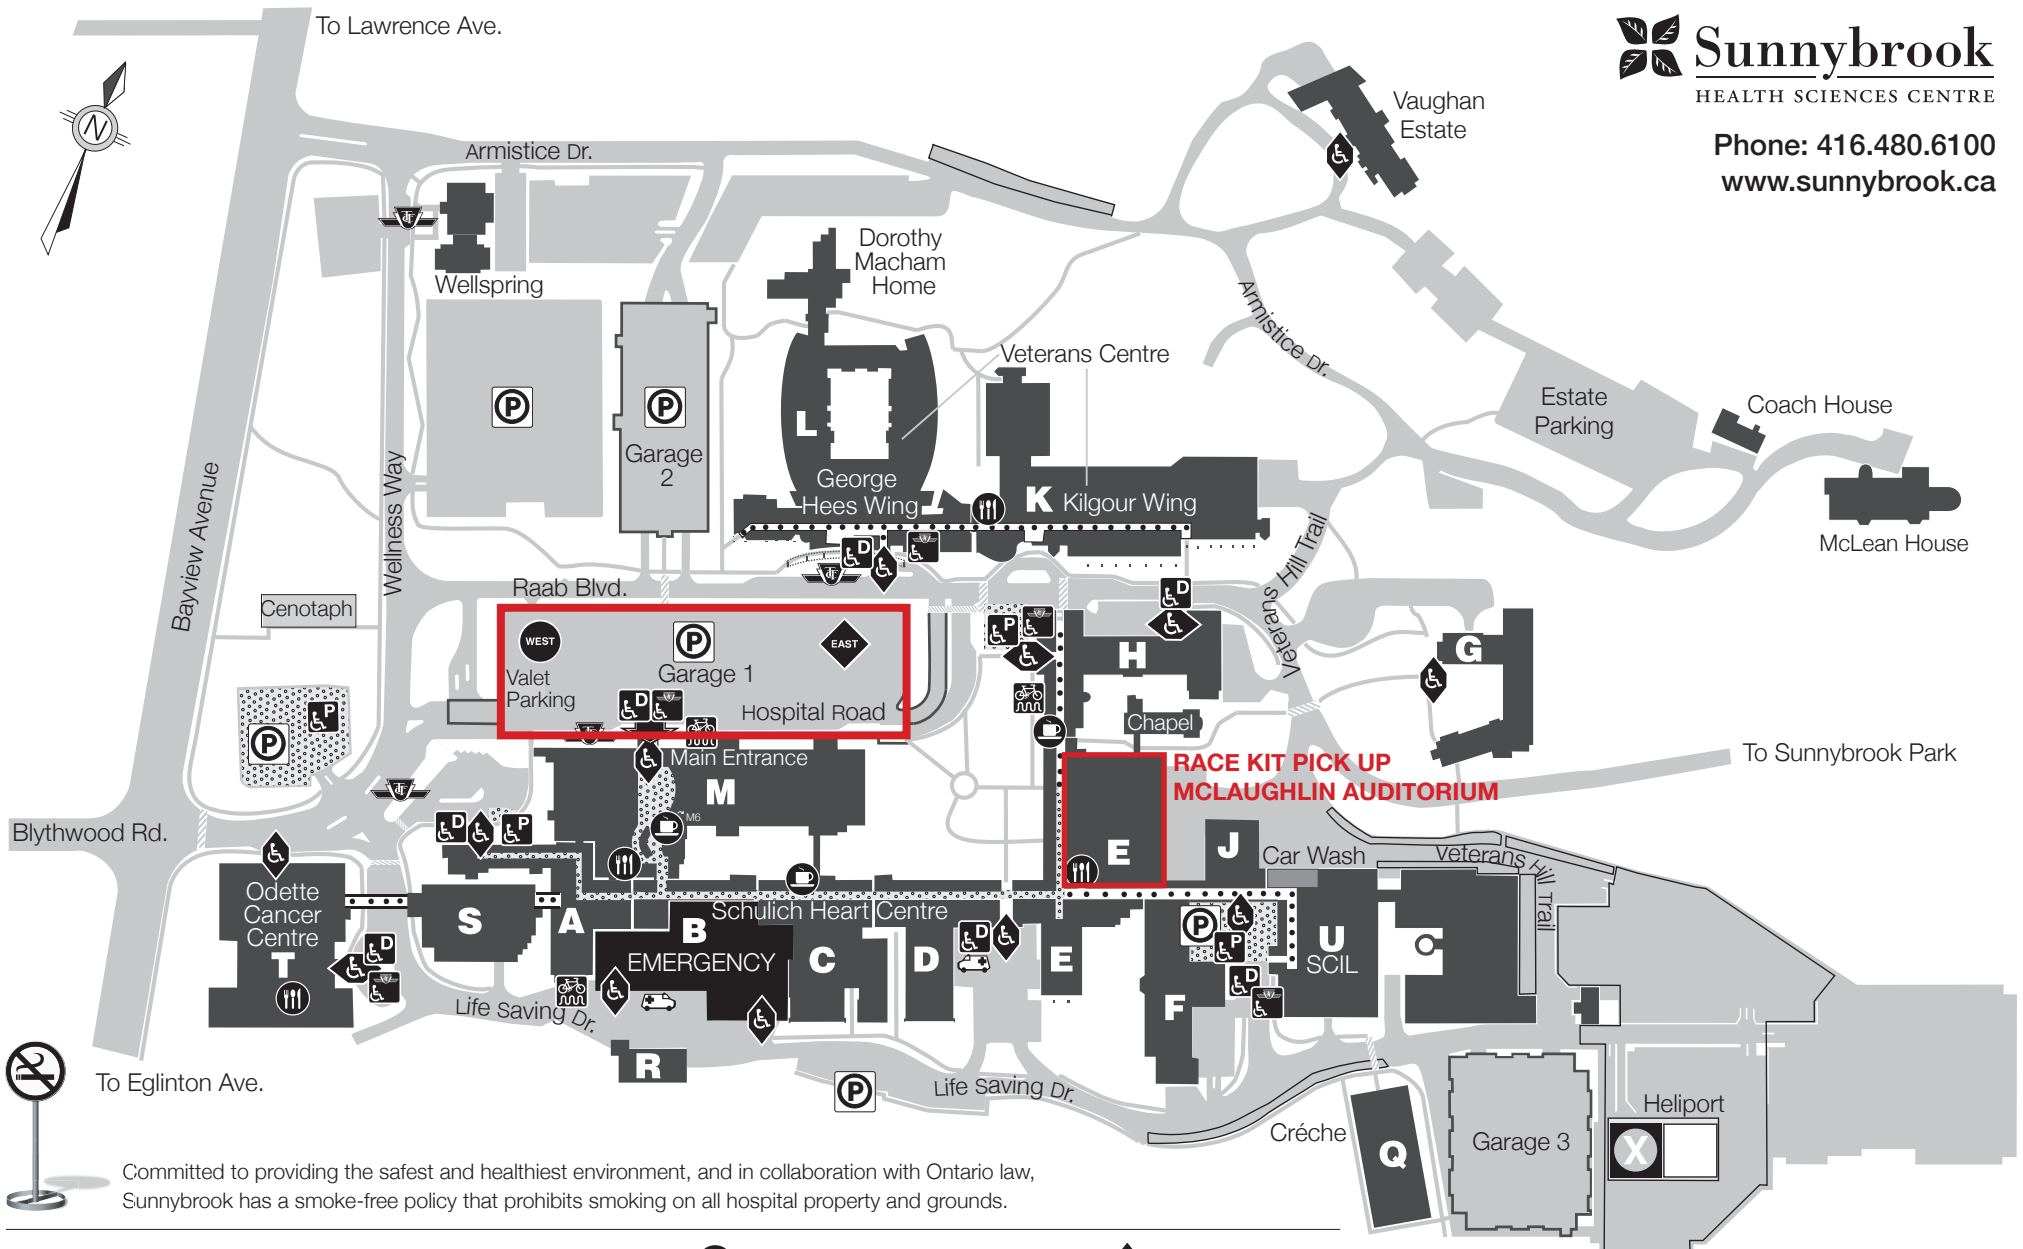 To Lawrence Ave.
Sunnybrook
HEALTH SCIENCES CENTRE
Phone: 416.480.6100
www.sunnybrook.ca
N
Vaughan
Estate
Armistice Dr.
Wellspring
Dorothy
Macham
Home
Veterans Centre
Armistice Dr.
Estate
Parking
Coach House
McLean House
P
P
Garage
2
L
George
Hees Wing
K Kilgour Wing
Bayview Avenue
Wellness Way
Veterans Hill Trail
Veterans
D
D
Raab Blvd.
Cenotaph
WEST
P
EAST
Valet
Parking
Garage 1
Hospital Road
D
P
H
G
Chapel
P
P
Main Entrance
M
M6
RACE KIT PICK UP
MCLAUGHLIN AUDITORIUM
To Sunnybrook Park
Blythwood Rd.
D
P
E
J
Car Wash
Veterans Hill
Trail
Odette
Cancer
Centre
T
S
A
Schulich Heart Centre
B
EMERGENCY
C
D
D
E
P
P
D
F
U
SCIL
D
Life Saving Dr.
R
P
Life Saving Dr.
To Eglinton Ave.
Créche
Q
Garage 3
Heliport
X
Committed to providing the safest and healthiest environment, and in collaboration with Ontario law,
Sunnybrook has a smoke-free policy that prohibits smoking on all hospital property and grounds.